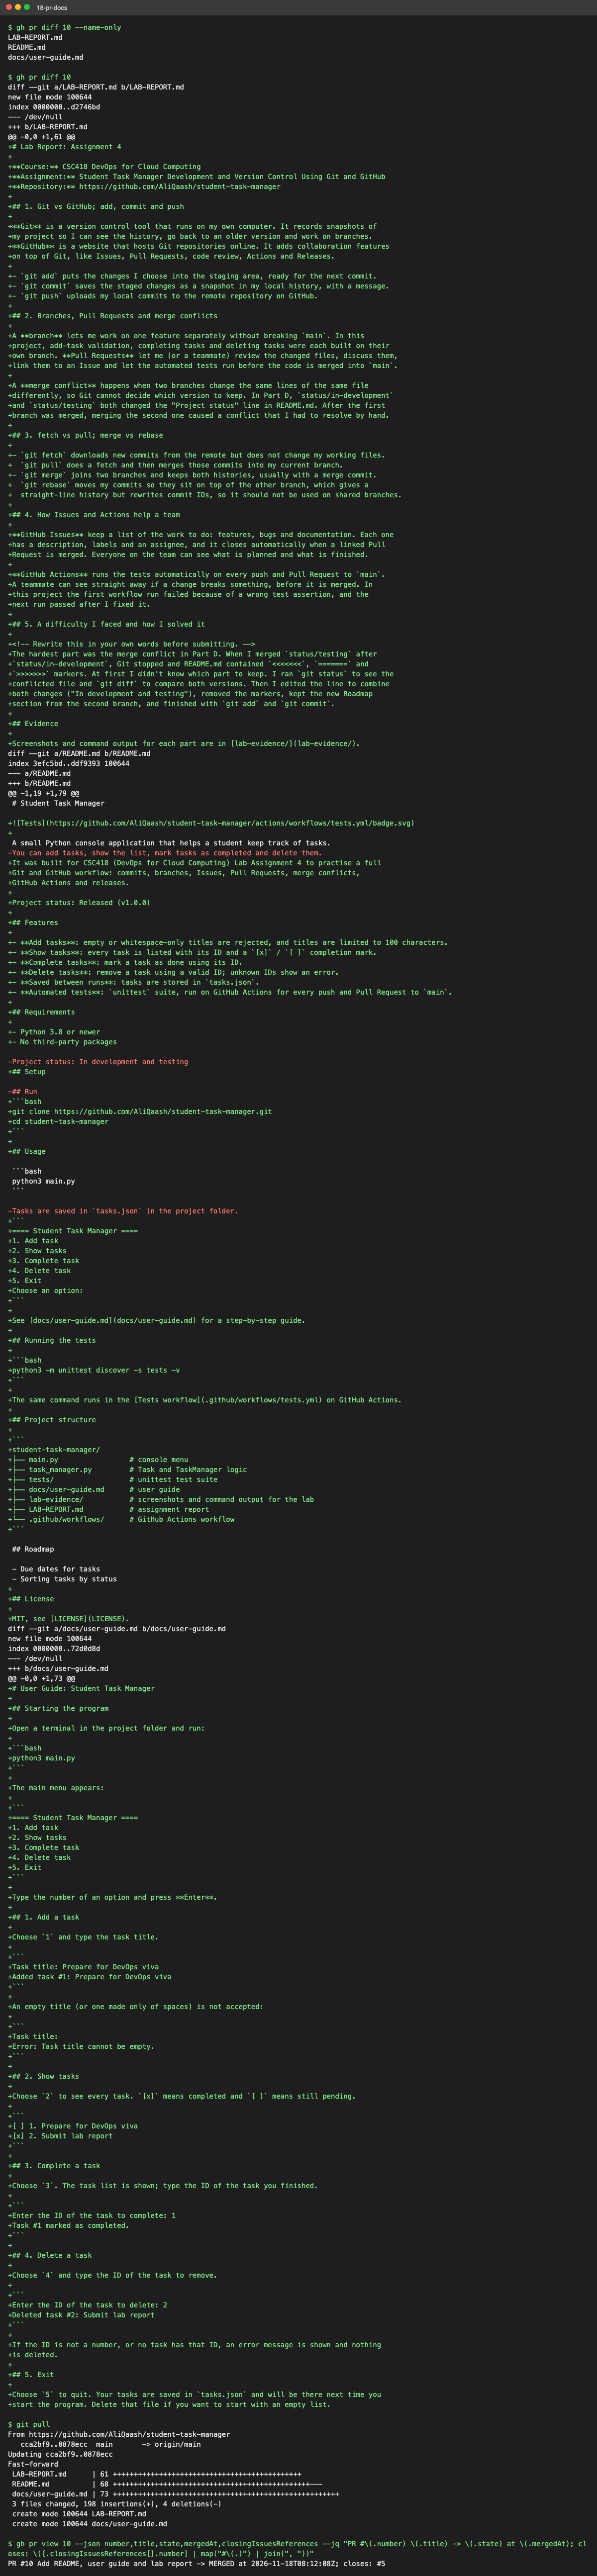 18-pr-docs
$ gh pr diff 10 --name-only
LAB-REPORT.md
README.md
docs/user-guide.md

$ gh pr diff 10
diff --git a/LAB-REPORT.md b/LAB-REPORT.md
new file mode 100644
index 0000000..d2746bd
--- /dev/null
+++ b/LAB-REPORT.md
@@ -0,0 +1,61 @@
+# Lab Report: Assignment 4
+
+**Course:** CSC418 DevOps for Cloud Computing
+**Assignment:** Student Task Manager Development and Version Control Using Git and GitHub
+**Repository:** https://github.com/AliQaash/student-task-manager
+
+## 1. Git vs GitHub; add, commit and push
+
+**Git** is a version control tool that runs on my own computer. It records snapshots of
+my project so I can see the history, go back to an older version and work on branches.
+**GitHub** is a website that hosts Git repositories online. It adds collaboration features
+on top of Git, like Issues, Pull Requests, code review, Actions and Releases.
+
+- `git add` puts the changes I choose into the staging area, ready for the next commit.
+- `git commit` saves the staged changes as a snapshot in my local history, with a message.
+- `git push` uploads my local commits to the remote repository on GitHub.
+
+## 2. Branches, Pull Requests and merge conflicts
+
+A **branch** lets me work on one feature separately without breaking `main`. In this
+project, add-task validation, completing tasks and deleting tasks were each built on their
+own branch. **Pull Requests** let me (or a teammate) review the changed files, discuss them,
+link them to an Issue and let the automated tests run before the code is merged into `main`.
+
+A **merge conflict** happens when two branches change the same lines of the same file
+differently, so Git cannot decide which version to keep. In Part D, `status/in-development`
+and `status/testing` both changed the "Project status" line in README.md. After the first
+branch was merged, merging the second one caused a conflict that I had to resolve by hand.
+
+## 3. fetch vs pull; merge vs rebase
+
+- `git fetch` downloads new commits from the remote but does not change my working files.
+  `git pull` does a fetch and then merges those commits into my current branch.
+- `git merge` joins two branches and keeps both histories, usually with a merge commit.
+  `git rebase` moves my commits so they sit on top of the other branch, which gives a
+  straight-line history but rewrites commit IDs, so it should not be used on shared branches.
+
+## 4. How Issues and Actions help a team
+
+**GitHub Issues** keep a list of the work to do: features, bugs and documentation. Each one
+has a description, labels and an assignee, and it closes automatically when a linked Pull
+Request is merged. Everyone on the team can see what is planned and what is finished.
+
+**GitHub Actions** runs the tests automatically on every push and Pull Request to `main`.
+A teammate can see straight away if a change breaks something, before it is merged. In
+this project the first workflow run failed because of a wrong test assertion, and the
+next run passed after I fixed it.
+
+## 5. A difficulty I faced and how I solved it
+
+<!-- Rewrite this in your own words before submitting. -->
+The hardest part was the merge conflict in Part D. When I merged `status/testing` after
+`status/in-development`, Git stopped and README.md contained `<<<<<<<`, `=======` and
+`>>>>>>>` markers. At first I didn't know which part to keep. I ran `git status` to see the
+conflicted file and `git diff` to compare both versions. Then I edited the line to combine
+both changes ("In development and testing"), removed the markers, kept the new Roadmap
+section from the second branch, and finished with `git add` and `git commit`.
+
+## Evidence
+
+Screenshots and command output for each part are in [lab-evidence/](lab-evidence/).
diff --git a/README.md b/README.md
index 3efc5bd..ddf9393 100644
--- a/README.md
+++ b/README.md
@@ -1,19 +1,79 @@
 # Student Task Manager

+![Tests](https://github.com/AliQaash/student-task-manager/actions/workflows/tests.yml/badge.svg)
+
 A small Python console application that helps a student keep track of tasks.
-You can add tasks, show the list, mark tasks as completed and delete them.
+It was built for CSC418 (DevOps for Cloud Computing) Lab Assignment 4 to practise a full
+Git and GitHub workflow: commits, branches, Issues, Pull Requests, merge conflicts,
+GitHub Actions and releases.
+
+Project status: Released (v1.0.0)
+
+## Features
+
+- **Add tasks**: empty or whitespace-only titles are rejected, and titles are limited to 100 characters.
+- **Show tasks**: every task is listed with its ID and a `[x]` / `[ ]` completion mark.
+- **Complete tasks**: mark a task as done using its ID.
+- **Delete tasks**: remove a task using a valid ID; unknown IDs show an error.
+- **Saved between runs**: tasks are stored in `tasks.json`.
+- **Automated tests**: `unittest` suite, run on GitHub Actions for every push and Pull Request to `main`.
+
+## Requirements
+
+- Python 3.8 or newer
+- No third-party packages

-Project status: In development and testing
+## Setup

-## Run
+```bash
+git clone https://github.com/AliQaash/student-task-manager.git
+cd student-task-manager
+```
+
+## Usage

 ```bash
 python3 main.py
 ```

-Tasks are saved in `tasks.json` in the project folder.
+```
+==== Student Task Manager ====
+1. Add task
+2. Show tasks
+3. Complete task
+4. Delete task
+5. Exit
+Choose an option:
+```
+
+See [docs/user-guide.md](docs/user-guide.md) for a step-by-step guide.
+
+## Running the tests
+
+```bash
+python3 -m unittest discover -s tests -v
+```
+
+The same command runs in the [Tests workflow](.github/workflows/tests.yml) on GitHub Actions.
+
+## Project structure
+
+```
+student-task-manager/
+├── main.py                 # console menu
+├── task_manager.py         # Task and TaskManager logic
+├── tests/                  # unittest test suite
+├── docs/user-guide.md      # user guide
+├── lab-evidence/           # screenshots and command output for the lab
+├── LAB-REPORT.md           # assignment report
+└── .github/workflows/      # GitHub Actions workflow
+```

 ## Roadmap

 - Due dates for tasks
 - Sorting tasks by status
+
+## License
+
+MIT, see [LICENSE](LICENSE).
diff --git a/docs/user-guide.md b/docs/user-guide.md
new file mode 100644
index 0000000..72d0d8d
--- /dev/null
+++ b/docs/user-guide.md
@@ -0,0 +1,73 @@
+# User Guide: Student Task Manager
+
+## Starting the program
+
+Open a terminal in the project folder and run:
+
+```bash
+python3 main.py
+```
+
+The main menu appears:
+
+```
+==== Student Task Manager ====
+1. Add task
+2. Show tasks
+3. Complete task
+4. Delete task
+5. Exit
+```
+
+Type the number of an option and press **Enter**.
+
+## 1. Add a task
+
+Choose `1` and type the task title.
+
+```
+Task title: Prepare for DevOps viva
+Added task #1: Prepare for DevOps viva
+```
+
+An empty title (or one made only of spaces) is not accepted:
+
+```
+Task title:
+Error: Task title cannot be empty.
+```
+
+## 2. Show tasks
+
+Choose `2` to see every task. `[x]` means completed and `[ ]` means still pending.
+
+```
+[ ] 1. Prepare for DevOps viva
+[x] 2. Submit lab report
+```
+
+## 3. Complete a task
+
+Choose `3`. The task list is shown; type the ID of the task you finished.
+
+```
+Enter the ID of the task to complete: 1
+Task #1 marked as completed.
+```
+
+## 4. Delete a task
+
+Choose `4` and type the ID of the task to remove.
+
+```
+Enter the ID of the task to delete: 2
+Deleted task #2: Submit lab report
+```
+
+If the ID is not a number, or no task has that ID, an error message is shown and nothing
+is deleted.
+
+## 5. Exit
+
+Choose `5` to quit. Your tasks are saved in `tasks.json` and will be there next time you
+start the program. Delete that file if you want to start with an empty list.

$ git pull
From https://github.com/AliQaash/student-task-manager
   cca2bf9..0878ecc  main       -> origin/main
Updating cca2bf9..0878ecc
Fast-forward
 LAB-REPORT.md      | 61 +++++++++++++++++++++++++++++++++++++++++++++
 README.md          | 68 +++++++++++++++++++++++++++++++++++++++++++++++---
 docs/user-guide.md | 73 ++++++++++++++++++++++++++++++++++++++++++++++++++++++
 3 files changed, 198 insertions(+), 4 deletions(-)
 create mode 100644 LAB-REPORT.md
 create mode 100644 docs/user-guide.md

$ gh pr view 10 --json number,title,state,mergedAt,closingIssuesReferences --jq "PR #\(.number) \(.title) -> \(.state) at \(.mergedAt); cl
oses: \([.closingIssuesReferences[].number] | map("#\(.)") | join(", "))"
PR #10 Add README, user guide and lab report -> MERGED at 2026-11-18T08:12:08Z; closes: #5